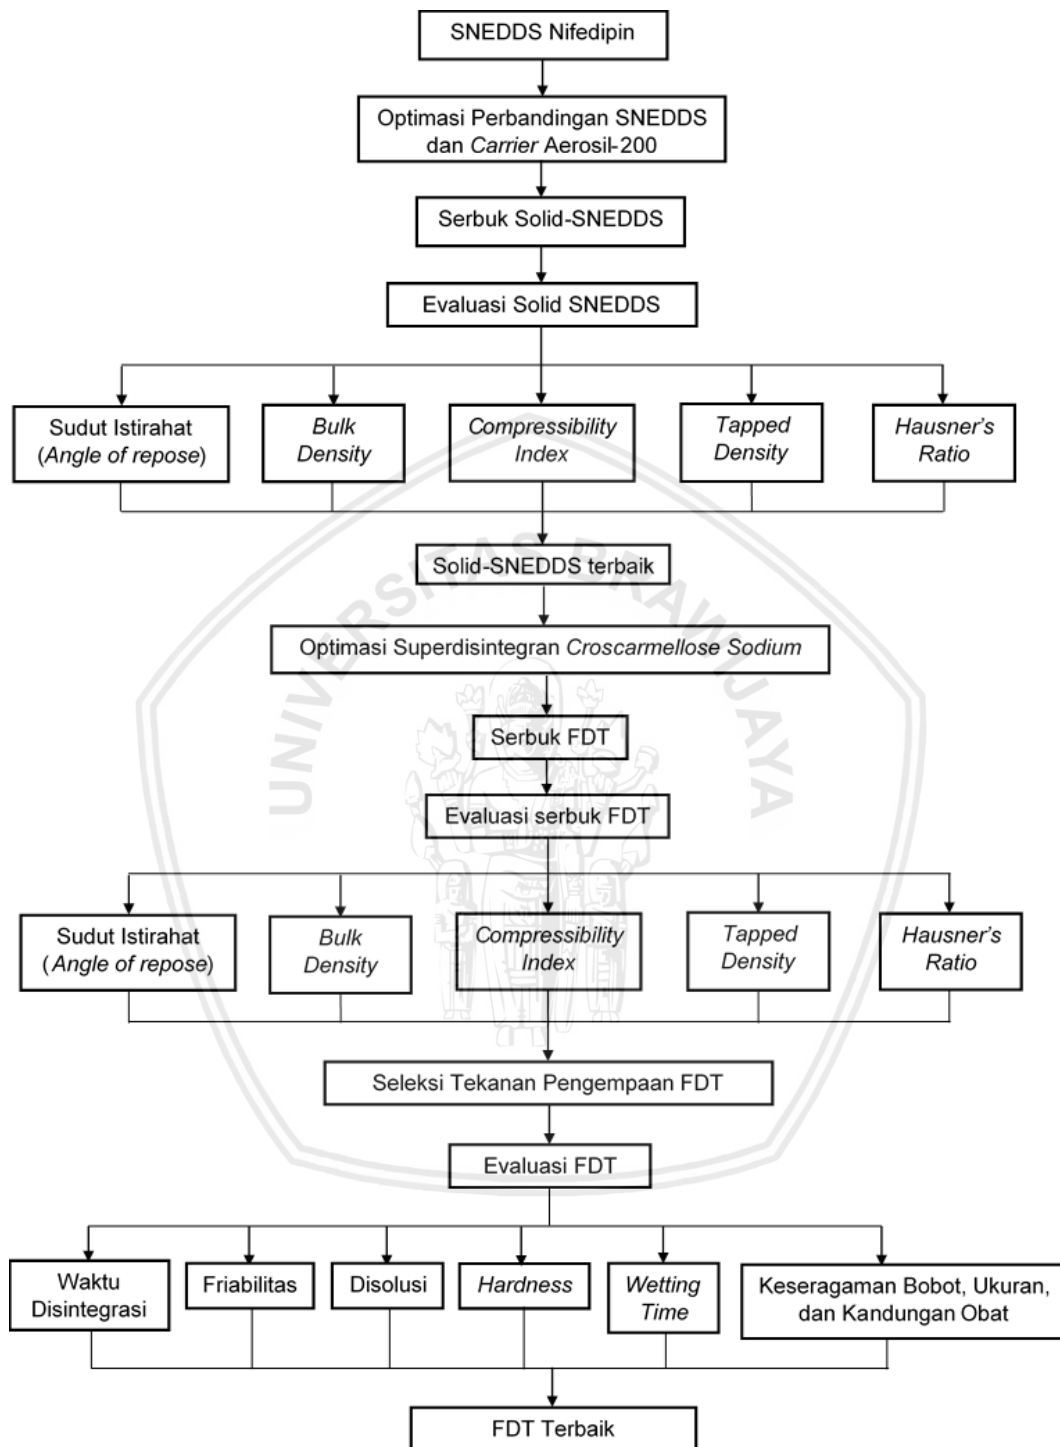 SNEDDS Nifedipin
Optimasi Perbandingan SNEDDS
dan Carrier Aerosil-200
Serbuk Solid-SNEDDS
Evaluasi Solid SNEDDS
Sudut Istirahat
(Angle of repose)
Bulk
Density
Compressibility
Index
Tapped
Density
Hausner's
Ratio
UNIVERSITAS BRAWIJAYA
Solid-SNEDDS terbaik
Optimasi Superdisintegran Croscarmellose Sodium
Serbuk FDT
Evaluasi serbuk FDT
Sudut Istirahat
(Angle of repose)
Bulk
Density
Compressibility
Index
Tapped
Density
Hausner's
Ratio
Seleksi Tekanan Pengempaan FDT
Evaluasi FDT
Waktu
Disintegrasi
Friabilitas
Disolusi
Hardness
Wetting
Time
Keseragaman Bobot, Ukuran,
dan Kandungan Obat
FDT Terbaik